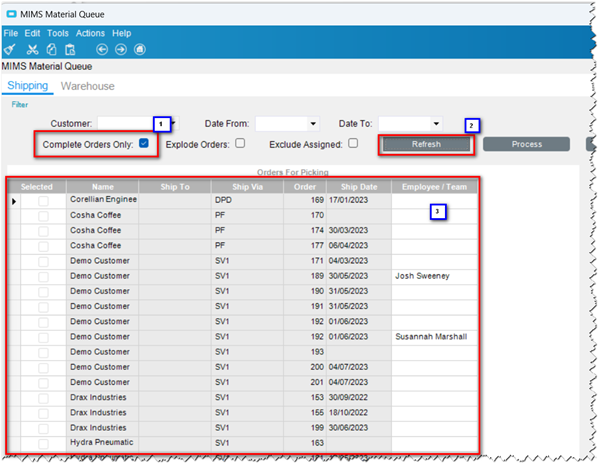 MIMS Material Queue
File Edit Tools Actions Help
MIMS Material Queue
Shipping Warehouse
Filter
Customer: 1 Date From: Date To: 2
Complete Orders Only: Explode Orders: Exclude Assigned: Refresh Process
Orders For Picking
Selected Name Ship To Ship Via Order Ship Date Employee / Team
Corellian Enginee DPD 169 17/01/2023
Cosha Coffee PF 170 3
Cosha Coffee PF 174 30/03/2023
Cosha Coffee PF 177 06/04/2023
Demo Customer SV1 171 04/03/2023
Demo Customer SV1 189 30/05/2023 Josh Sweeney
Demo Customer SV1 190 31/05/2023
Demo Customer SV1 191 31/05/2023
Demo Customer SV1 192 01/06/2023
Demo Customer SV1 192 01/06/2023 Susannah Marshall
Demo Customer SV1 193
Demo Customer SV1 200 04/07/2023
Demo Customer SV1 201 04/07/2023
Drax Industries SV1 153 30/09/2022
Drax Industries SV1 155 18/10/2022
Drax Industries SV1 199 30/06/2023
Hydra Pneumatic SV1 163